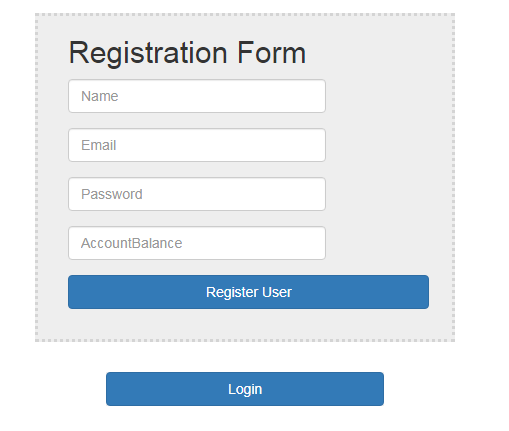 Registration Form
Name
Email
Password
AccountBalance
Register User
Login